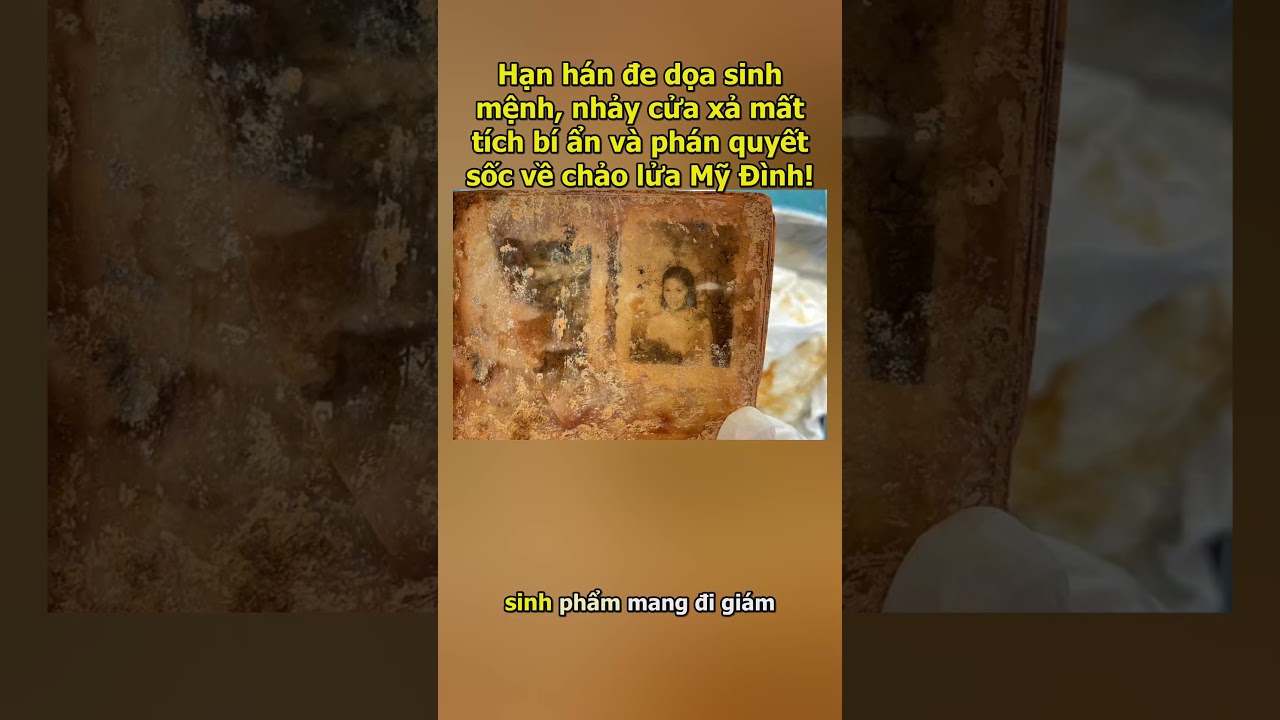 Hạn hán đe dọa sinh
mệnh, nhảy cửa xả mất
tích bí ẩn và phán quyết
sốc về chảo lửa Mỹ Đình!
sinh phẩm mang đi giám